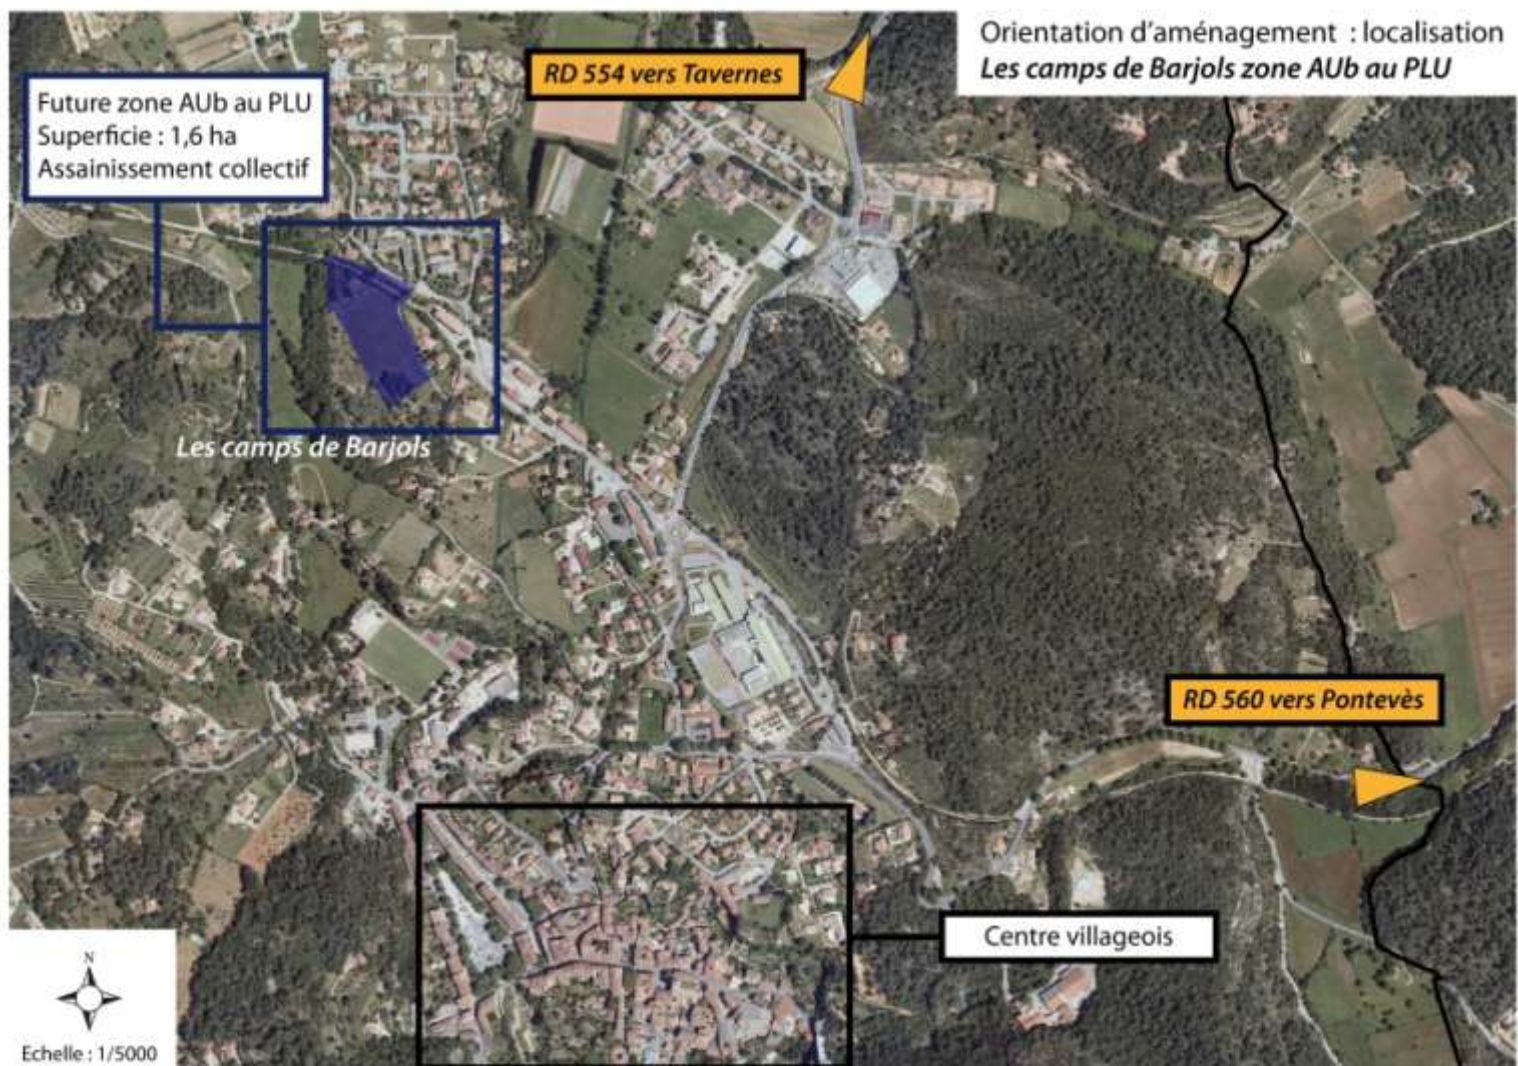 Orientation d'aménagement : localisation
Les camps de Barjols zone AUb au PLU
RD 554 vers Tavernes
Future zone AUb au PLU
Superficie : 1,6 ha
Assainissement collectif
Les camps de Barjols
RD 560 vers Pontevès
Centre villageois
N
Echelle : 1/5000